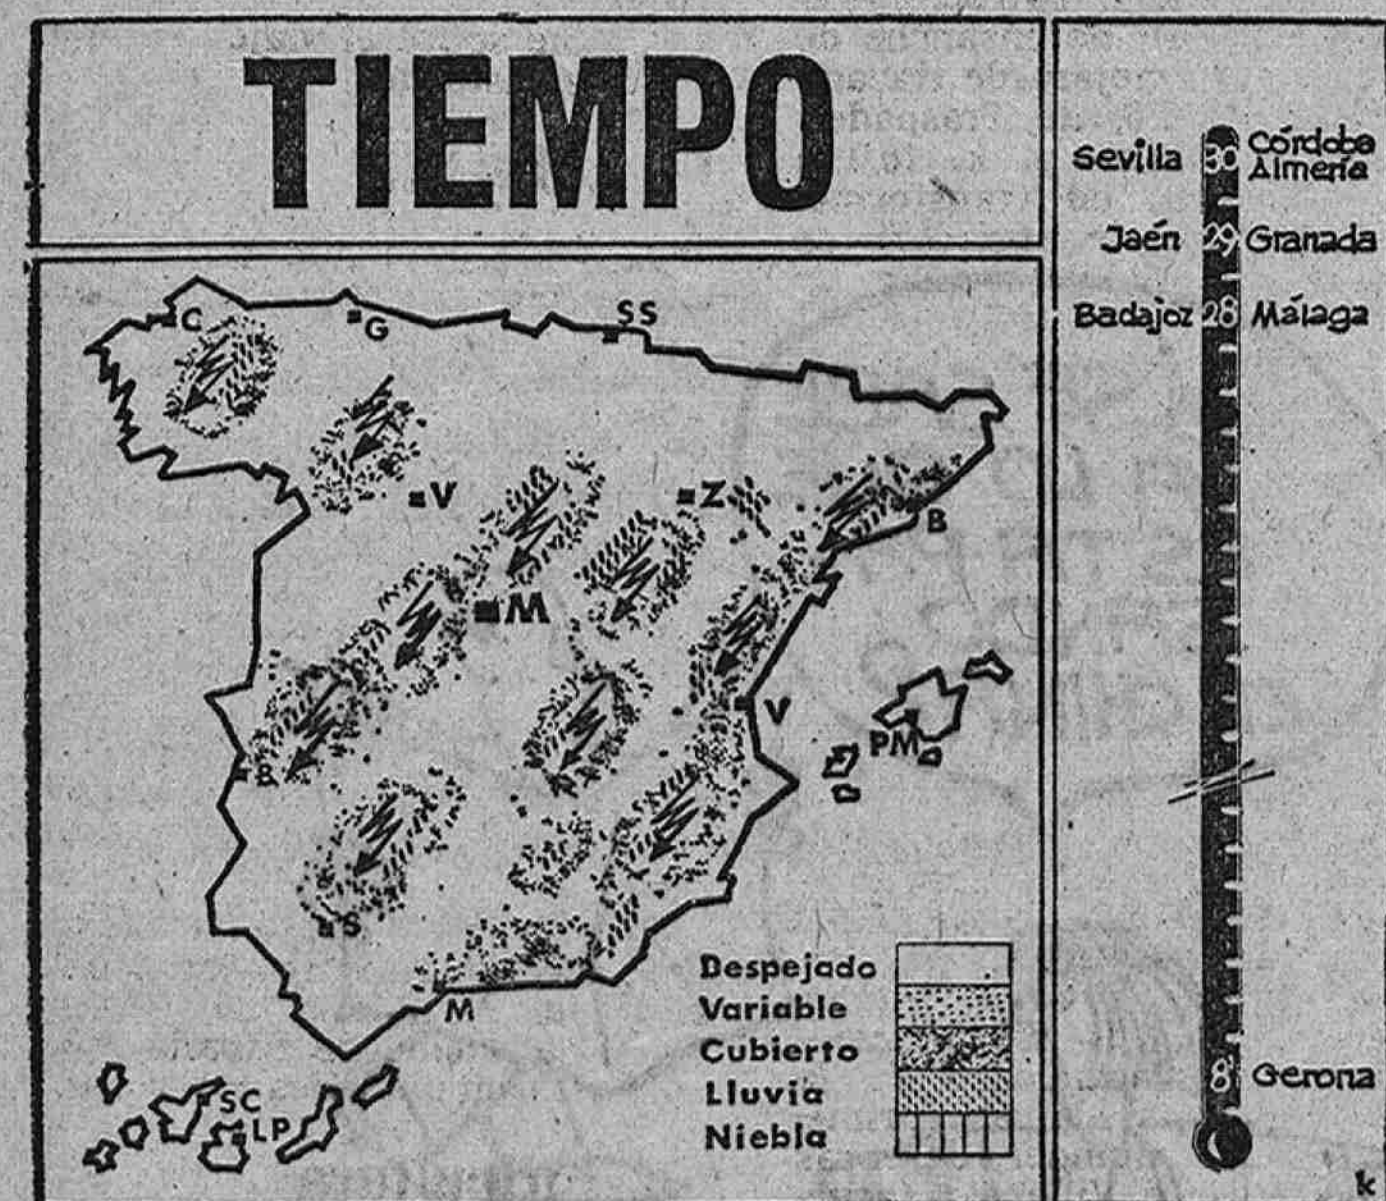 TIEMPO
C
G
SS
V
Z
B
M
V
PM
B
S
M
SC
LP
Despejado
Variable
Cubierto
Lluvia
Niebla
Sevilla 30 Córdoba
Almería
Jaén 29 Granada
Badajoz 28 Málaga
8 Gerona
k